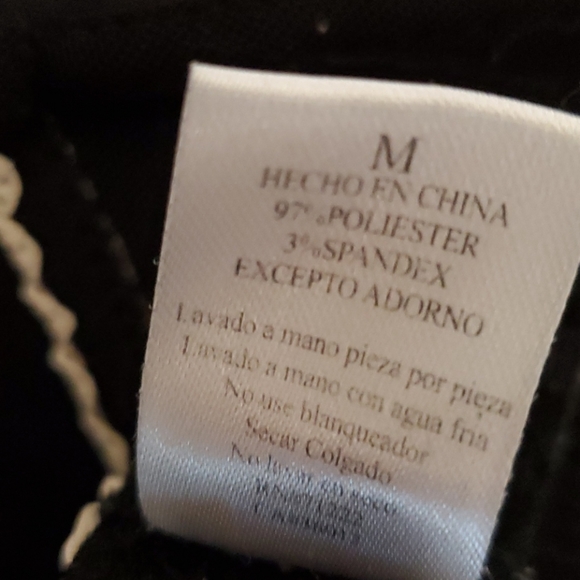 M
HECHO EN CHINA
97%POLIESTER
3%SPANDEX
EXCEPTO ADORNO
Lavado a mano pieza por pieza
Lavado a mano con agua fria
No use blanqueador
Secar Colgado
No